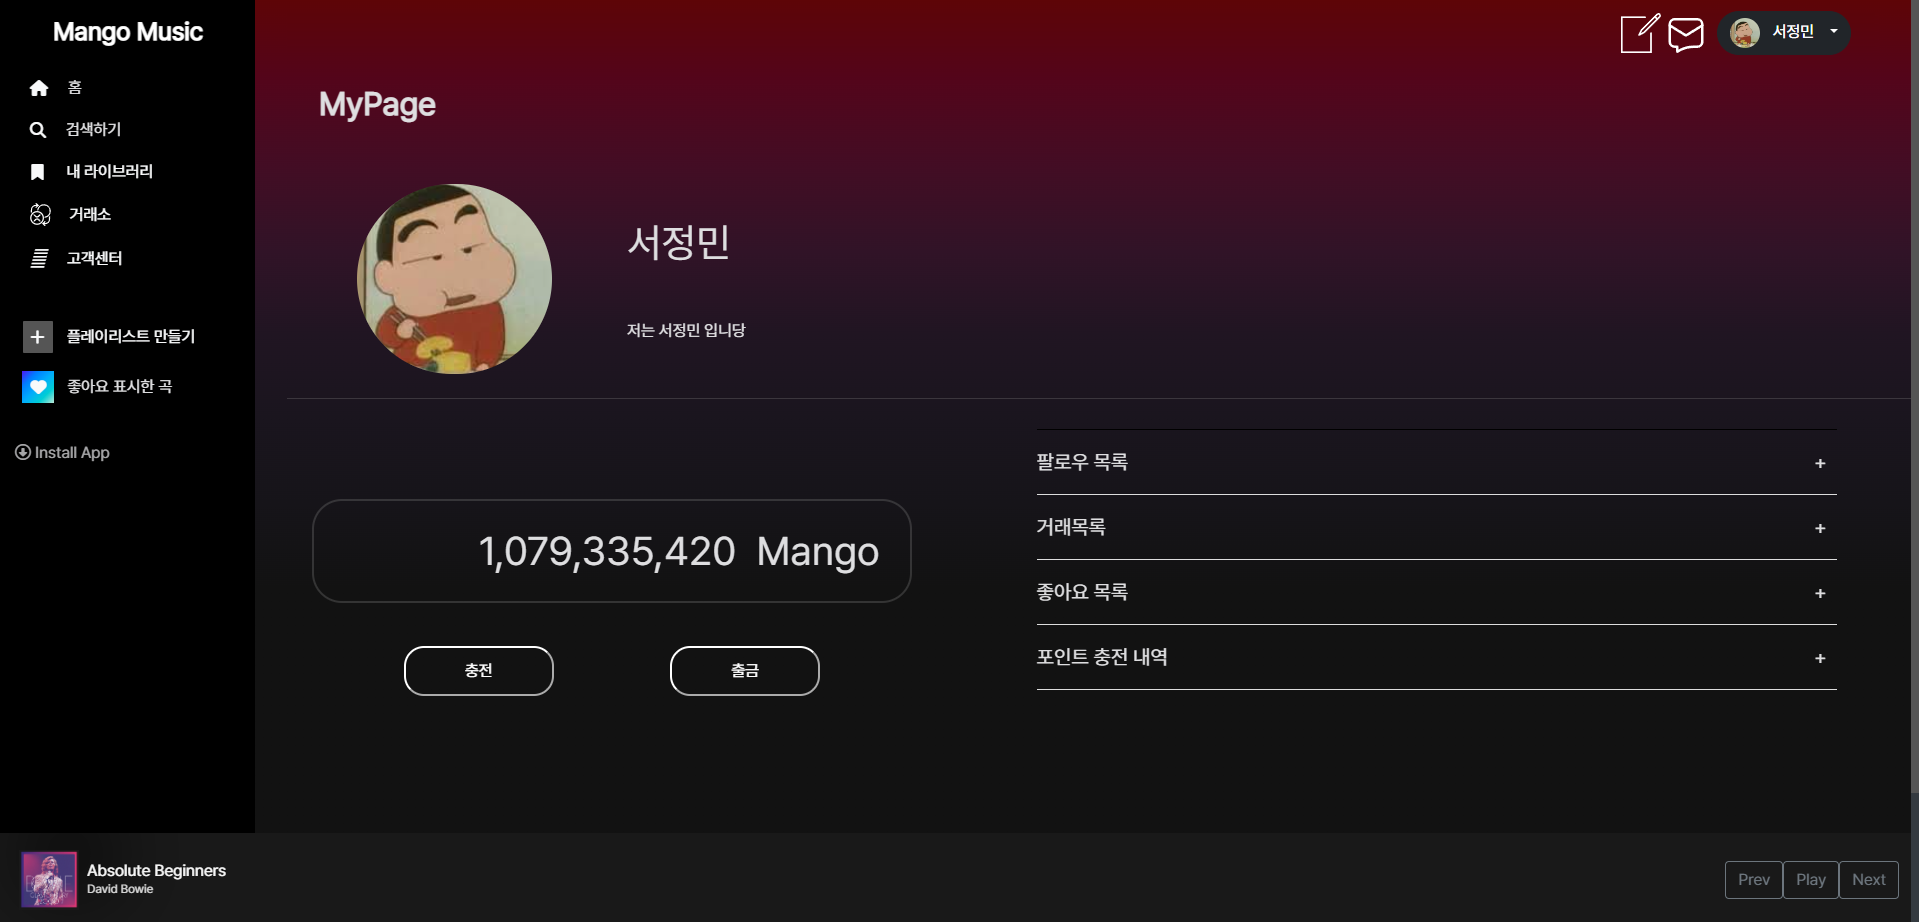 Mango Music
홈
검색하기
내 라이브러리
거래소
고객센터
플레이리스트 만들기
좋아요 표시한 곡
Install App
서정민
MyPage
서정민
저는 서정민 입니당
1,079,335,420 Mango
충전
출금
팔로우 목록
+
거래목록
+
좋아요 목록
+
포인트 충전 내역
+
Absolute Beginners
David Bowie
Prev
Play
Next